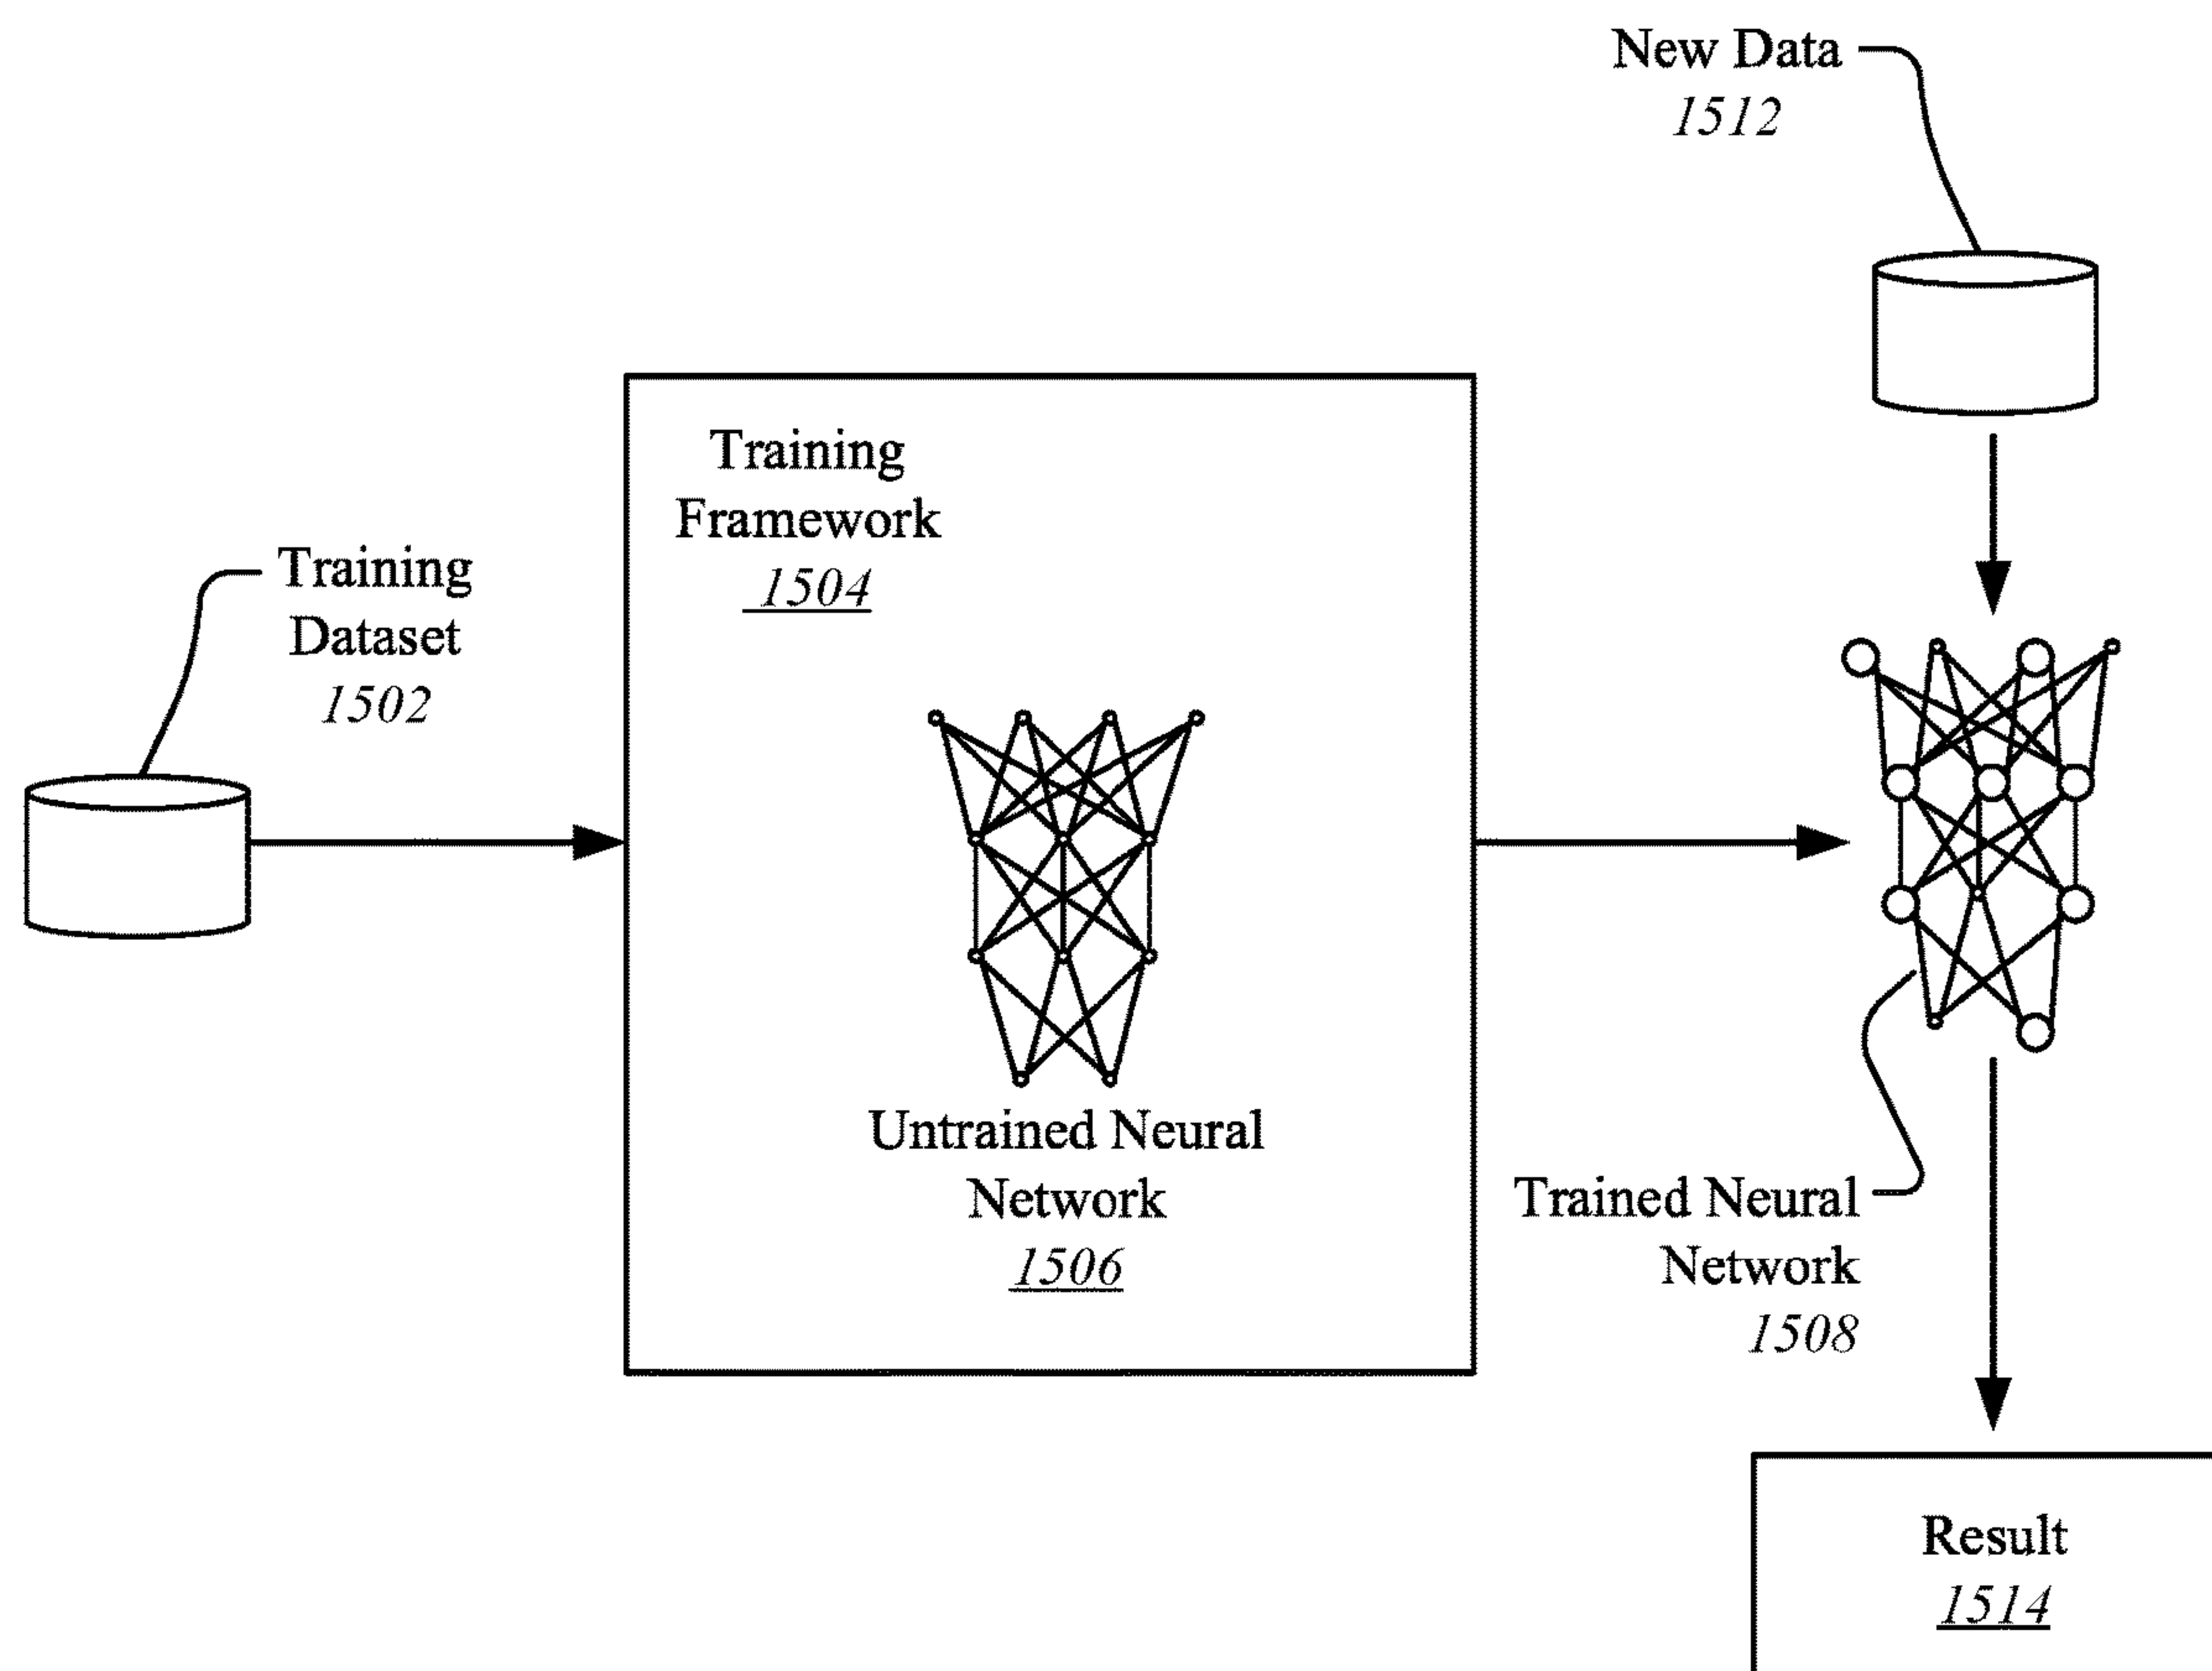 New Data
1512
Training
Framework
1504
Training
Dataset
1502
Untrained Neural
Network
1506
Trained Neural
Network
1508
Result
1514